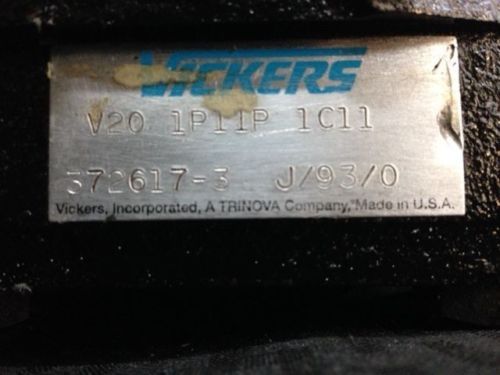 VICKERS
V20 1P11P 1C11
372617-3 J/93/0
Vickers, Incorporated, A TRINOVA Company, Made in U.S.A.